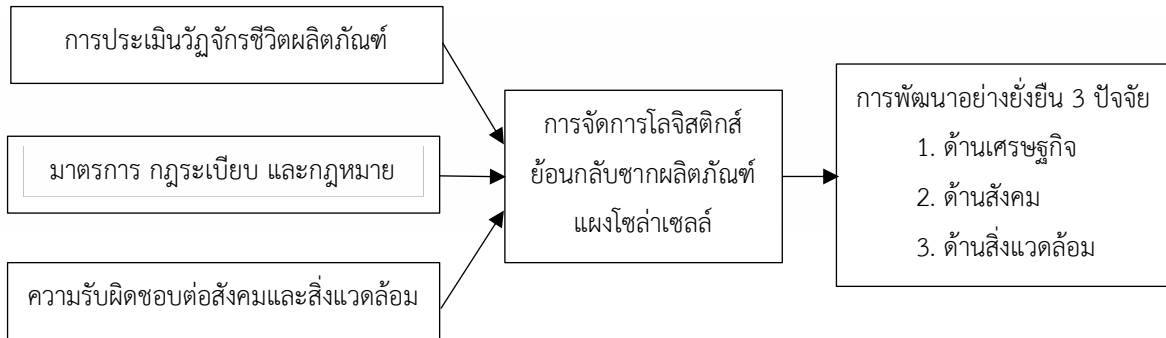 การประเมินวัฏจักรชีวิตผลิตภัณฑ์
มาตรการ กฎระเบียบ และกฎหมาย
ความรับผิดชอบต่อสังคมและสิ่งแวดล้อม
การจัดการโลจิสติกส์
ย้อนกลับซากผลิตภัณฑ์
แผงโซล่าเซลล์
การพัฒนาอย่างยั่งยืน 3 ปัจจัย
1. ด้านเศรษฐกิจ
2. ด้านสังคม
3. ด้านสิ่งแวดล้อม